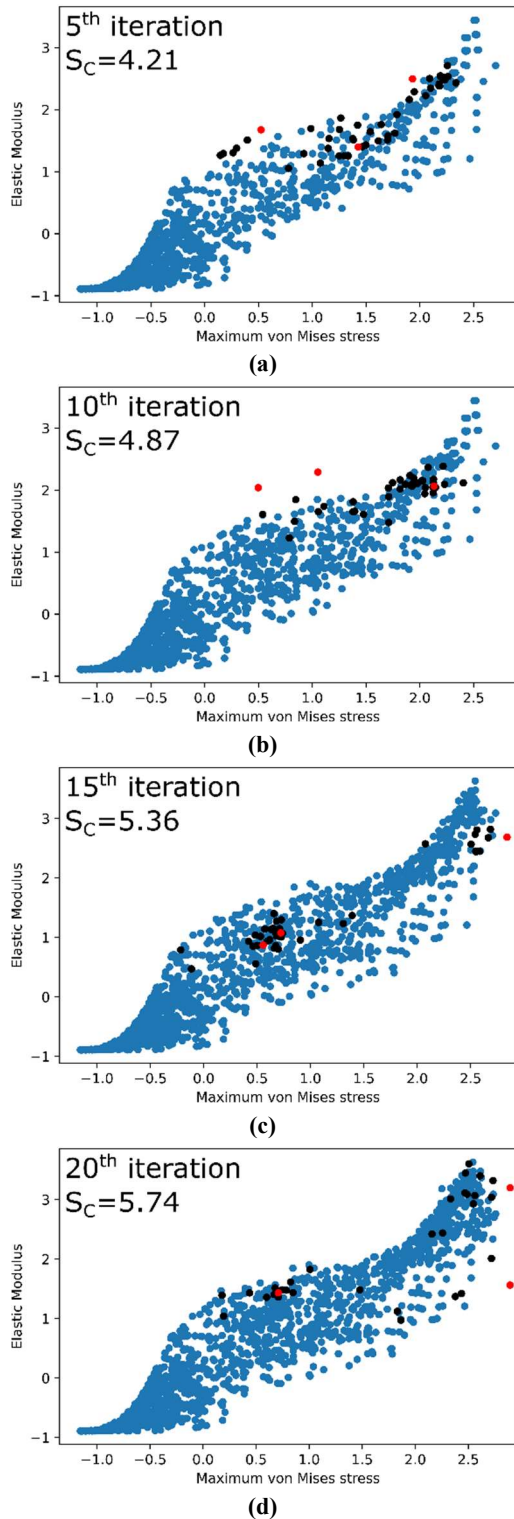 5th iteration
SC=4.21
3
2
1
0
−1
Elastic Modulus
−1.0 −0.5 0.0 0.5 1.0 1.5 2.0 2.5
Maximum von Mises stress
(a)
10th iteration
SC=4.87
3
2
1
0
−1
Elastic Modulus
−1.0 −0.5 0.0 0.5 1.0 1.5 2.0 2.5
Maximum von Mises stress
(b)
15th iteration
SC=5.36
3
2
1
0
−1
Elastic Modulus
−1.0 −0.5 0.0 0.5 1.0 1.5 2.0 2.5
Maximum von Mises stress
(c)
20th iteration
SC=5.74
3
2
1
0
−1
Elastic Modulus
−1.0 −0.5 0.0 0.5 1.0 1.5 2.0 2.5
Maximum von Mises stress
(d)